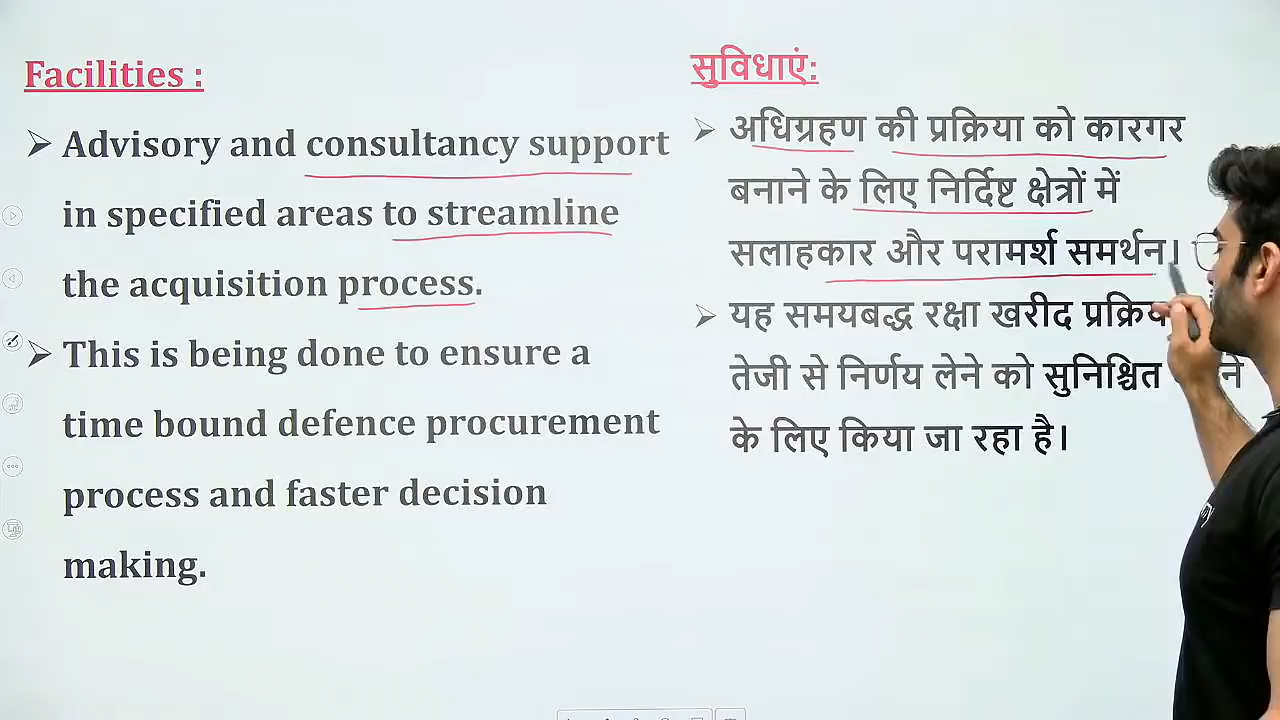 Facilities :
Advisory and consultancy support
in specified areas to streamline
the acquisition process.
This is being done to ensure a
time bound defence procurement
process and faster decision
making.
सुविधाएं:
अधिग्रहण की प्रक्रिया को कारगर
बनाने के लिए निर्दिष्ट क्षेत्रों में
सलाहकार और परामर्श समर्थन।
यह समयबद्ध रक्षा खरीद
तेजी से निर्णय लेने को सुनिश्चित
के लिए किया जा रहा है।